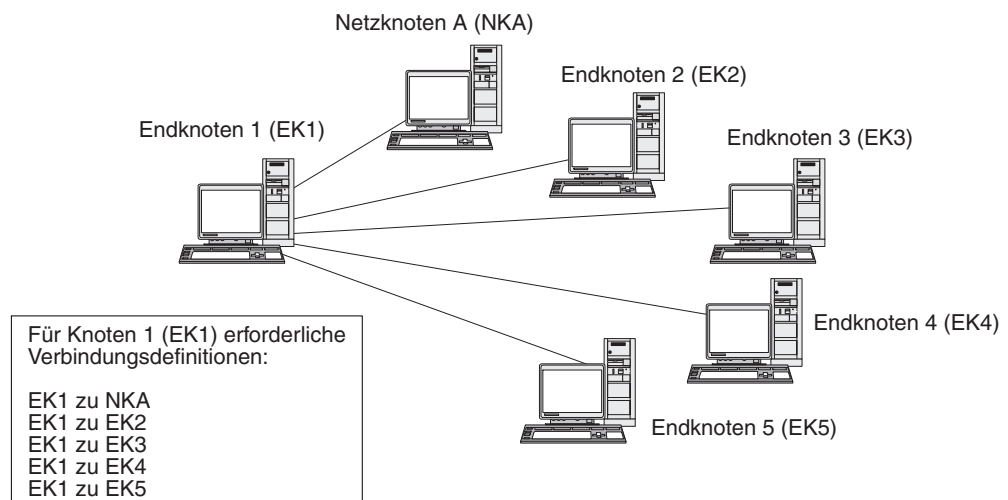 Netzknoten A (NKA)
Endknoten 2 (EK2)
Endknoten 1 (EK1)
Endknoten 3 (EK3)
Endknoten 4 (EK4)
Endknoten 5 (EK5)
Für Knoten 1 (EK1) erforderliche
Verbindungsdefinitionen:
EK1 zu NKA
EK1 zu EK2
EK1 zu EK3
EK1 zu EK4
EK1 zu EK5